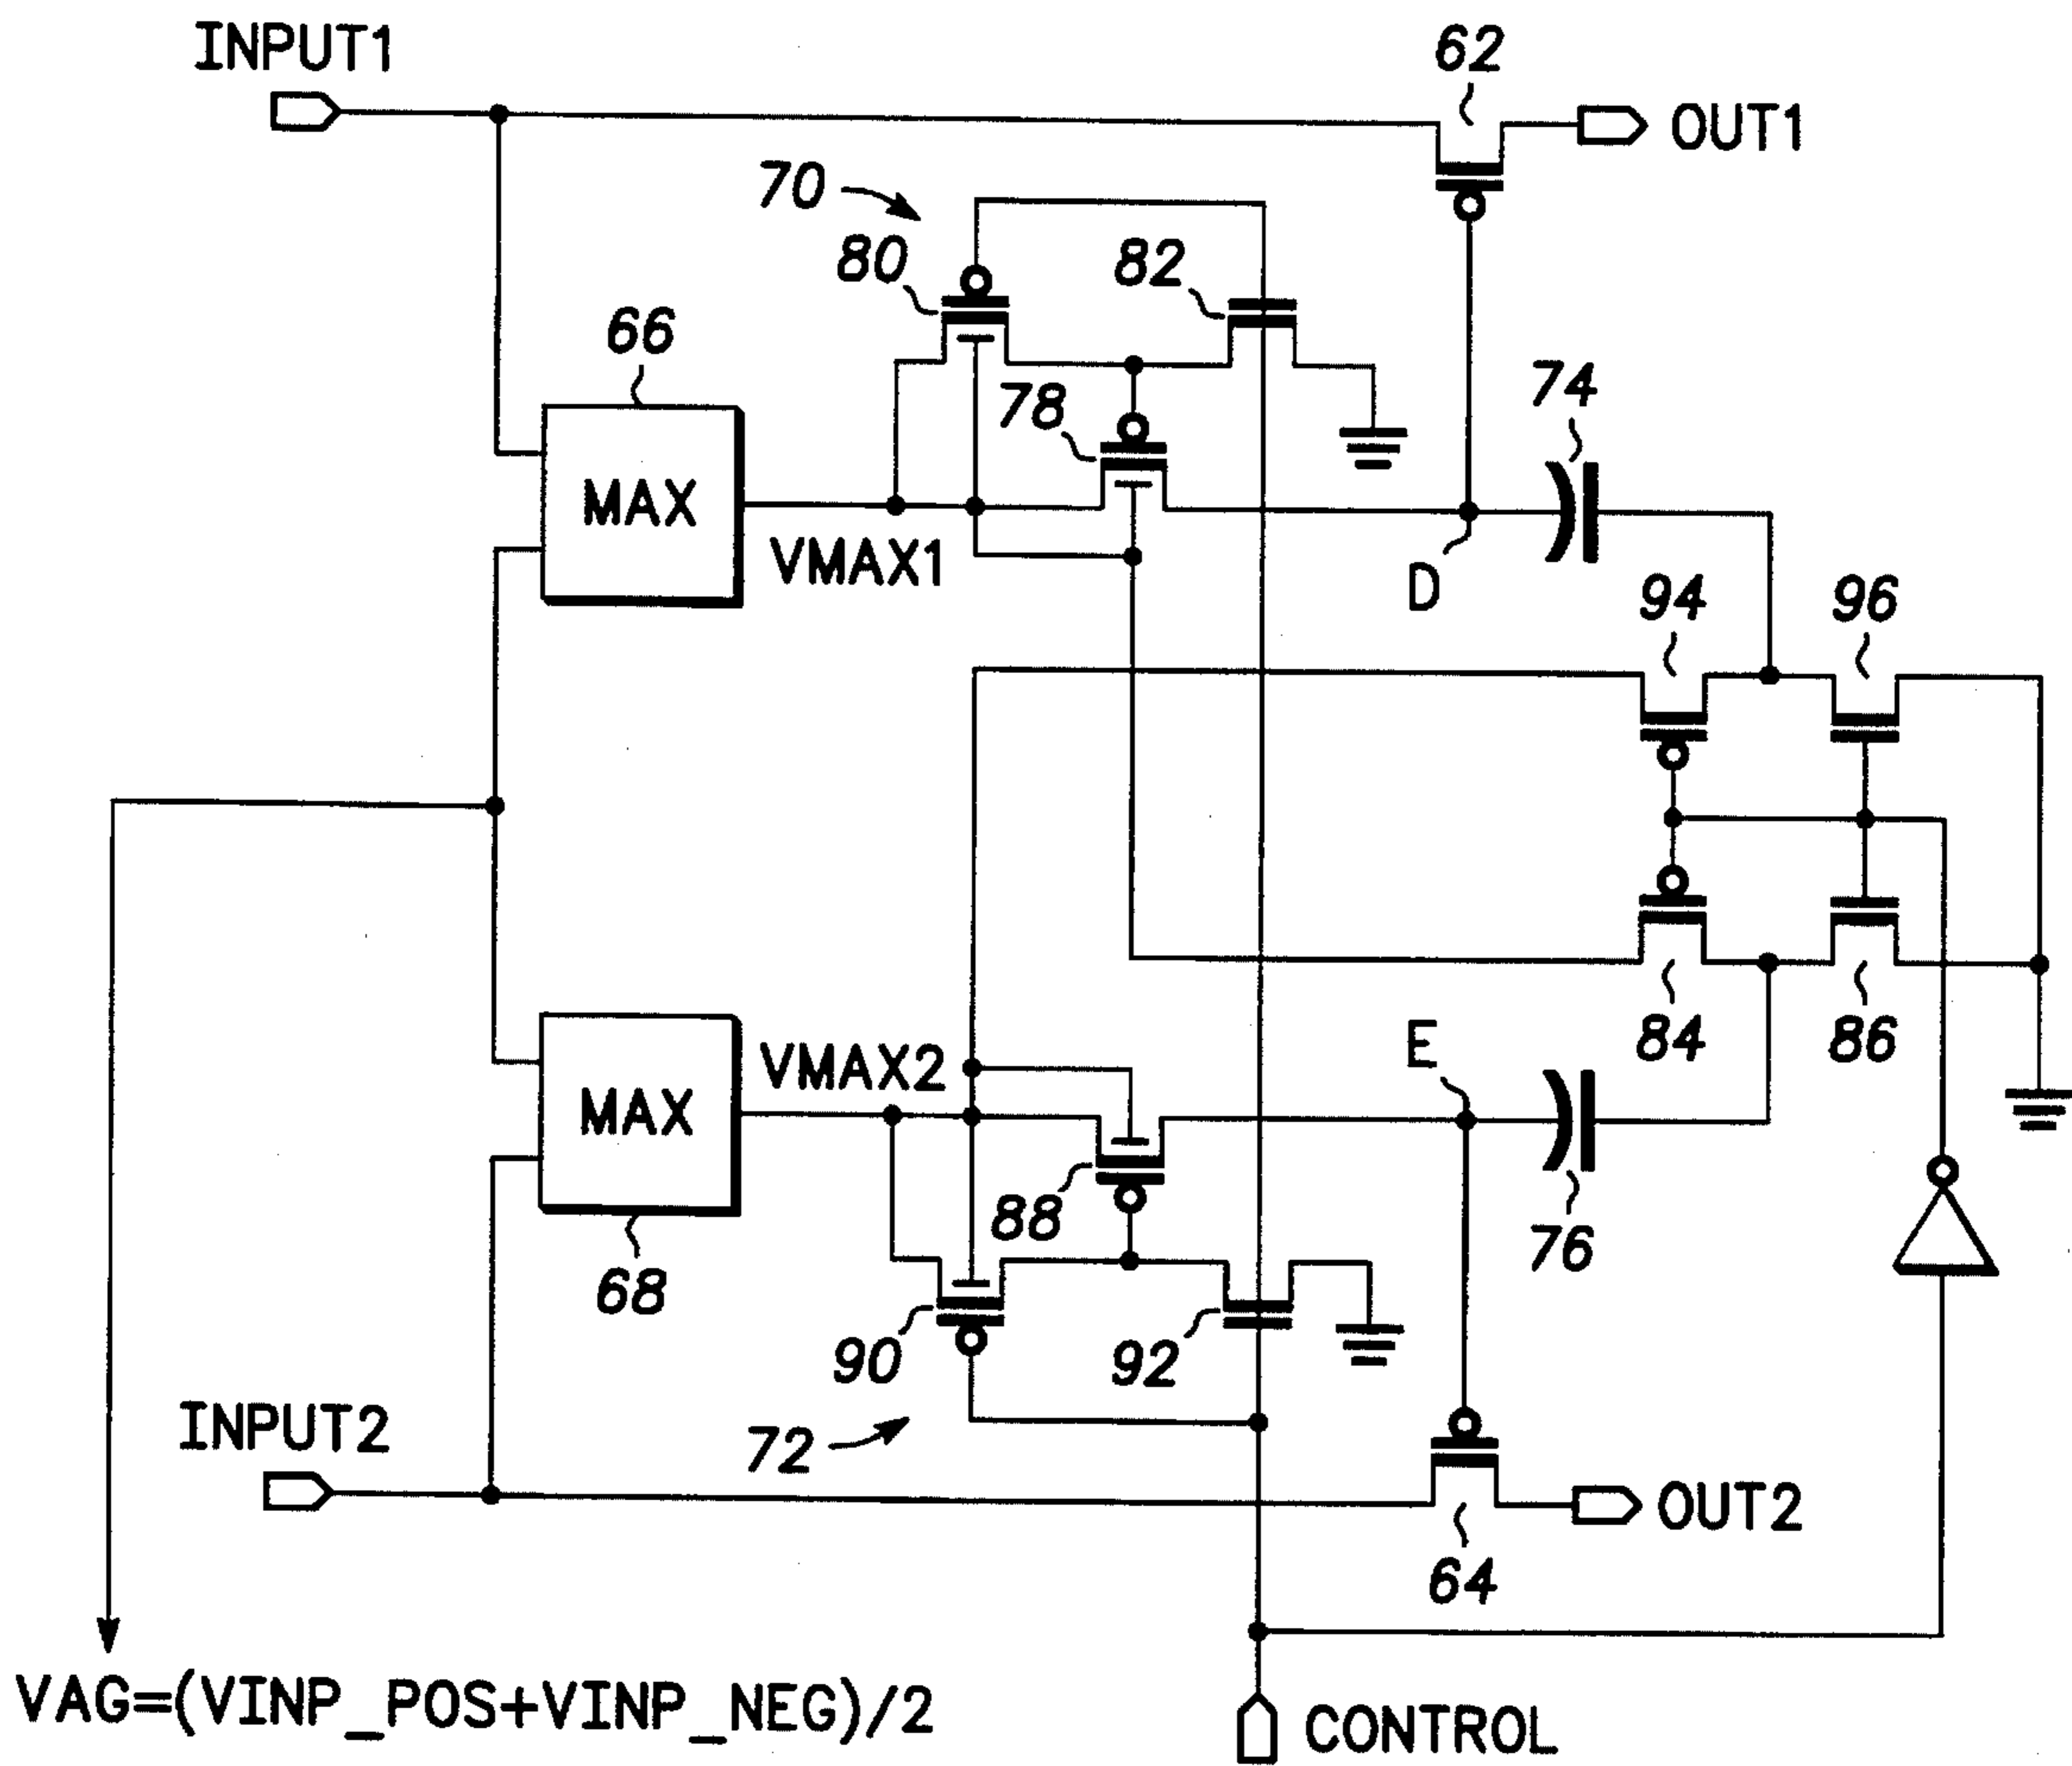 INPUT1
62
OUT1
70
80
82
66
78
74
MAX
VMAX1
D
94
96
E
84
86
VMAX2
MAX
88
76
68
90
92
INPUT2
72
OUT2
64
VAG=(VINP_POS+VINP_NEG)/2
CONTROL